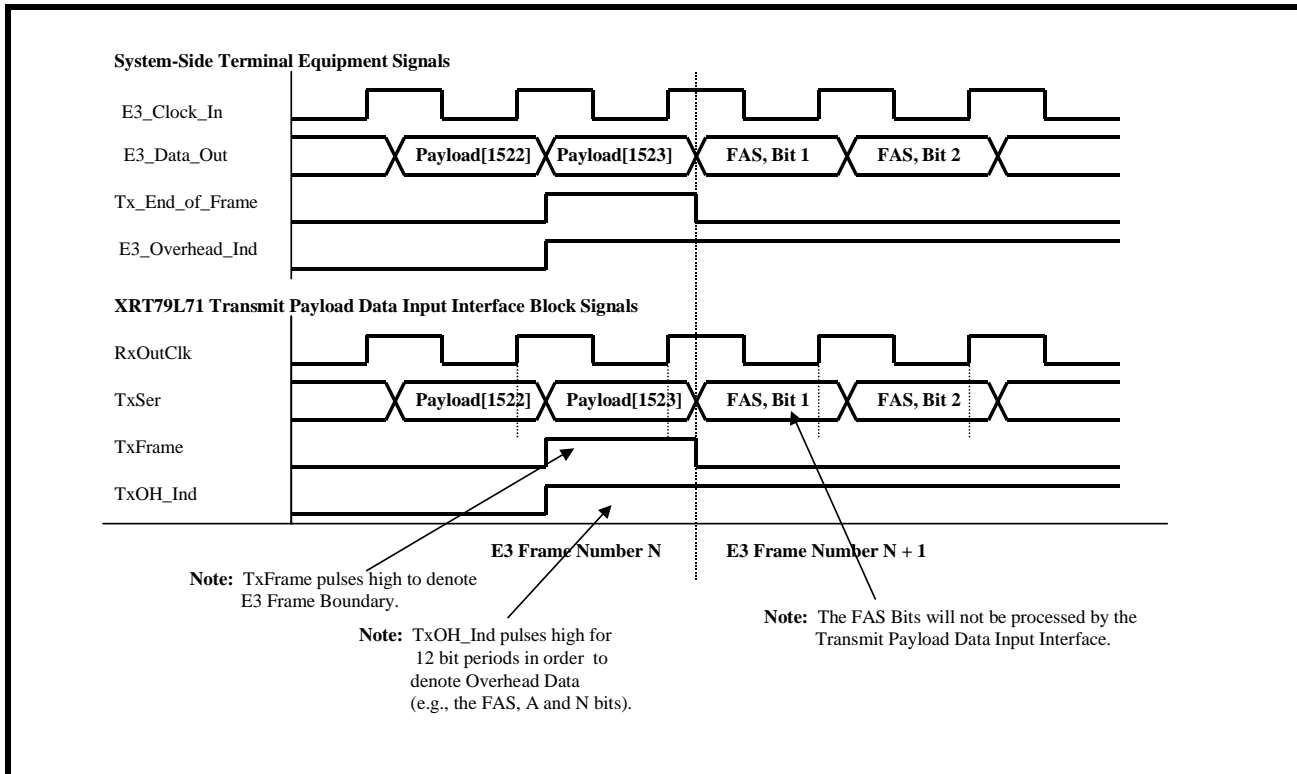 System-Side Terminal Equipment Signals
E3_Clock_In
E3_Data_Out
Payload[1522] Payload[1523] FAS, Bit 1 FAS, Bit 2
Tx_End_of_Frame
E3_Overhead_Ind
XRT79L71 Transmit Payload Data Input Interface Block Signals
RxOutClk
TxSer
Payload[1522] Payload[1523] FAS, Bit 1 FAS, Bit 2
TxFrame
TxOH_Ind
E3 Frame Number N E3 Frame Number N + 1
Note: TxFrame pulses high to denote
E3 Frame Boundary.
Note: TxOH_Ind pulses high for
12 bit periods in order to
denote Overhead Data
(e.g., the FAS, A and N bits).
Note: The FAS Bits will not be processed by the
Transmit Payload Data Input Interface.